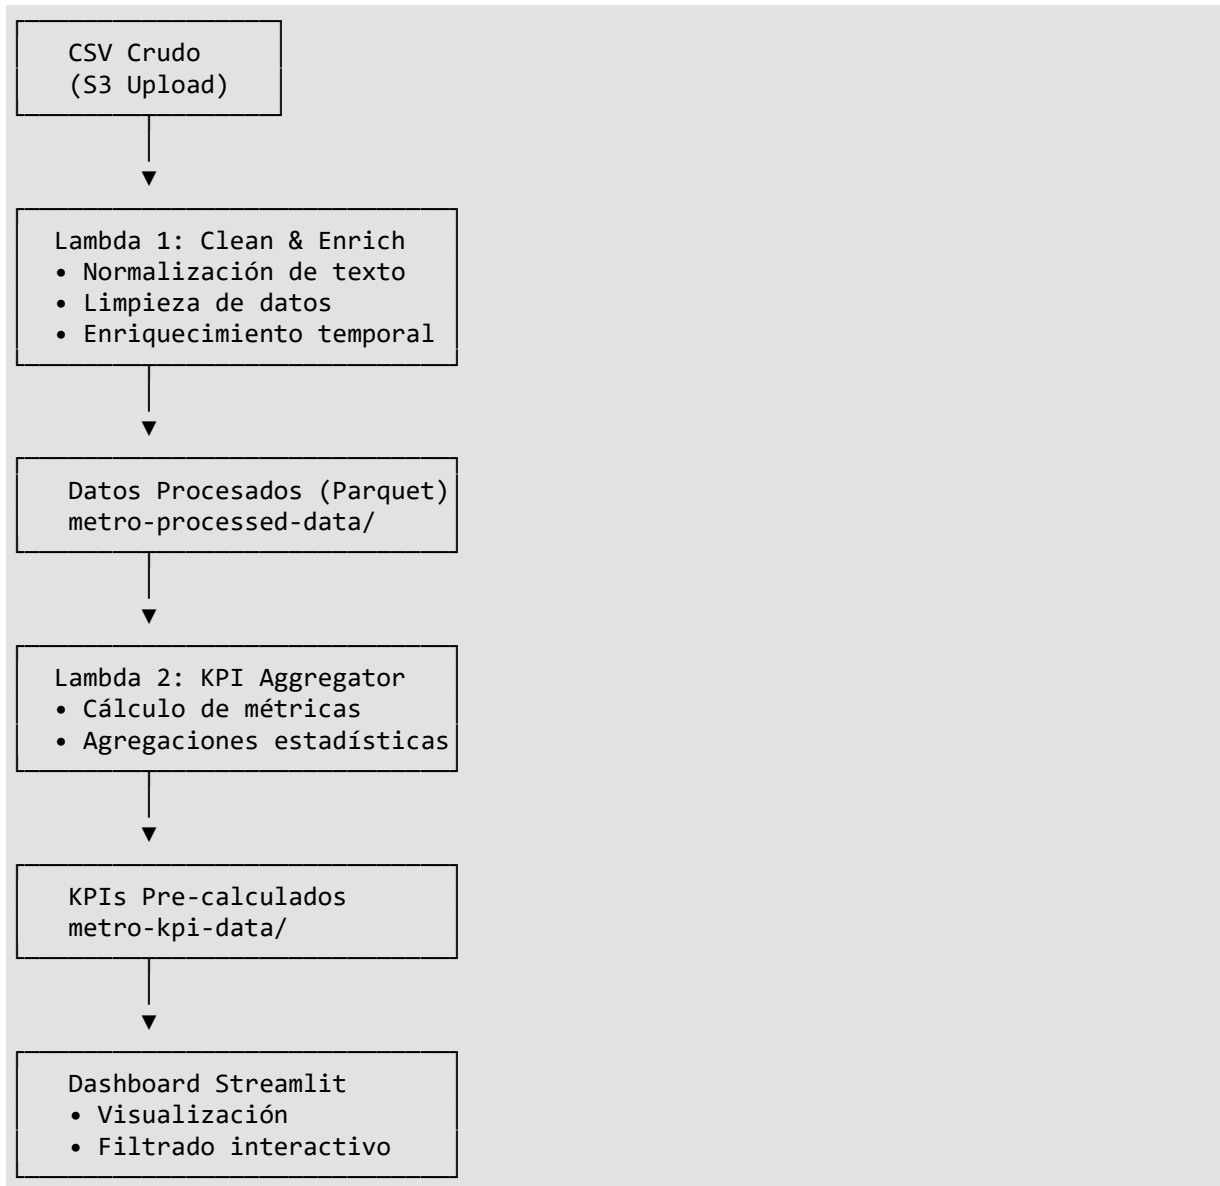 CSV Crudo
(S3 Upload)
Lambda 1: Clean & Enrich
• Normalización de texto
• Limpieza de datos
• Enriquecimiento temporal
Datos Procesados (Parquet)
metro-processed-data/
Lambda 2: KPI Aggregator
• Cálculo de métricas
• Agregaciones estadísticas
KPIs Pre-calculados
metro-kpi-data/
Dashboard Streamlit
• Visualización
• Filtrado interactivo